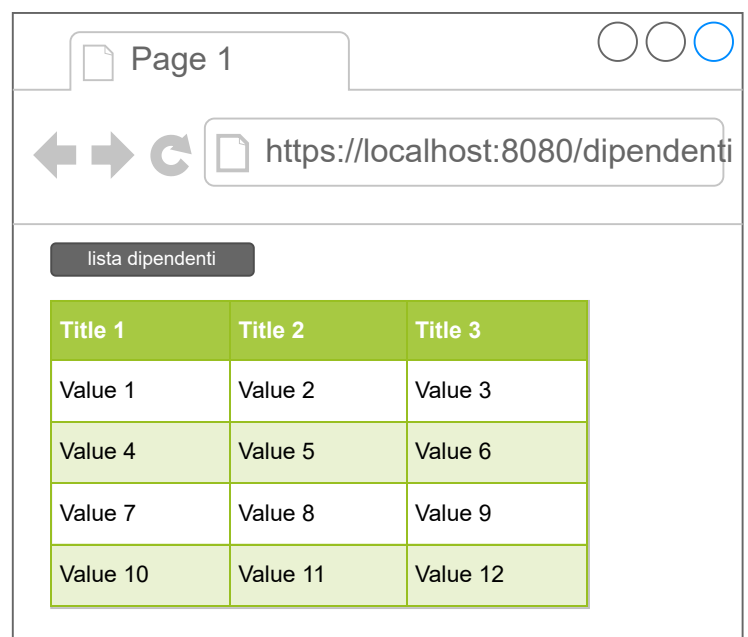 Page 1
https://localhost:8080/dipendenti
lista dipendenti
Title 1 Title 2 Title 3
Value 1 Value 2 Value 3
Value 4 Value 5 Value 6
Value 7 Value 8 Value 9
Value 10 Value 11 Value 12